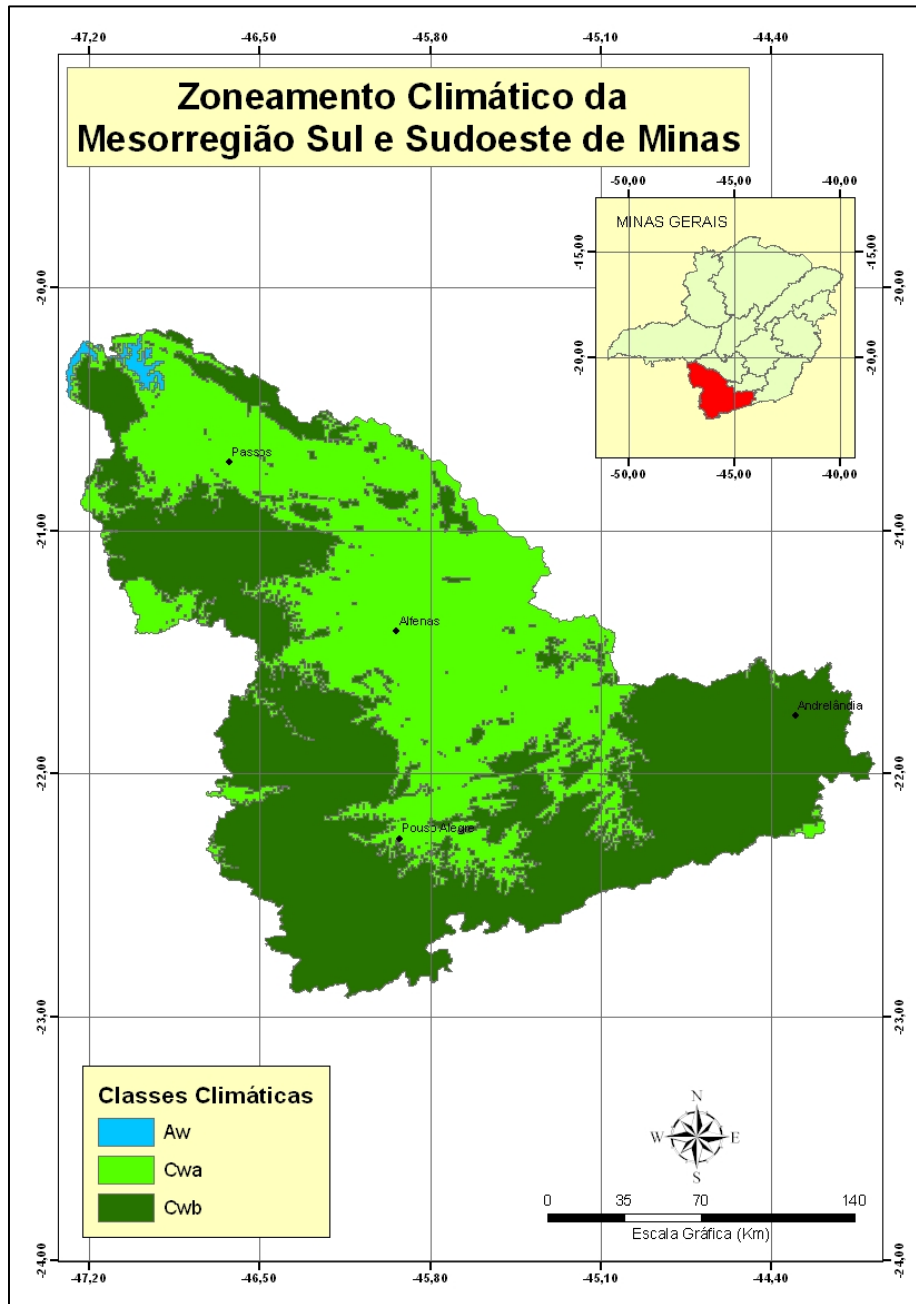 -47,20 -46,50 -45,80 -45,10 -44,40
Zoneamento Climático da
Mesorregião Sul e Sudoeste de Minas
-50,00 -45,00 -40,00
MINAS GERAIS
-15,00 -15,00
-20,00 -20,00
-20,00 -20,00
-50,00 -45,00 -40,00
Passos
-21,00 -21,00
Alfenas
Andrelândia
-22,00 -22,00
Pouso Alegre
-23,00 -23,00
Classes Climáticas
Aw
Cwa
Cwb
N
W E
S
0 35 70 140
Escala Gráfica (Km)
-24,00 -24,00
-47,20 -46,50 -45,80 -45,10 -44,40